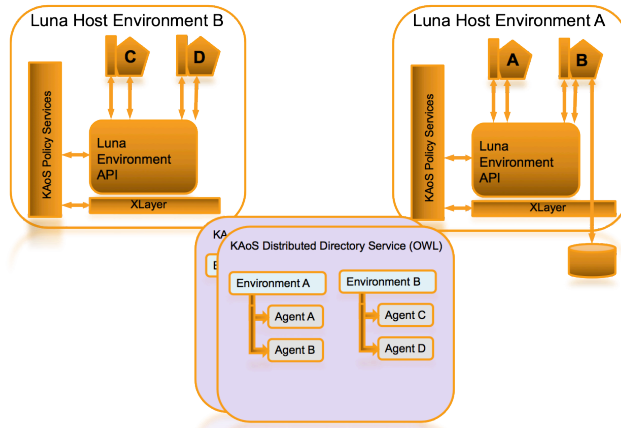 Luna Host Environment B
C
D
KAoS Policy Services
Luna
Environment
API
XLayer
Luna Host Environment A
A
B
KAoS Policy Services
Luna
Environment
API
XLayer
KAoS Distributed Directory Service (OWL)
Environment A
Agent A
Agent B
Environment B
Agent C
Agent D